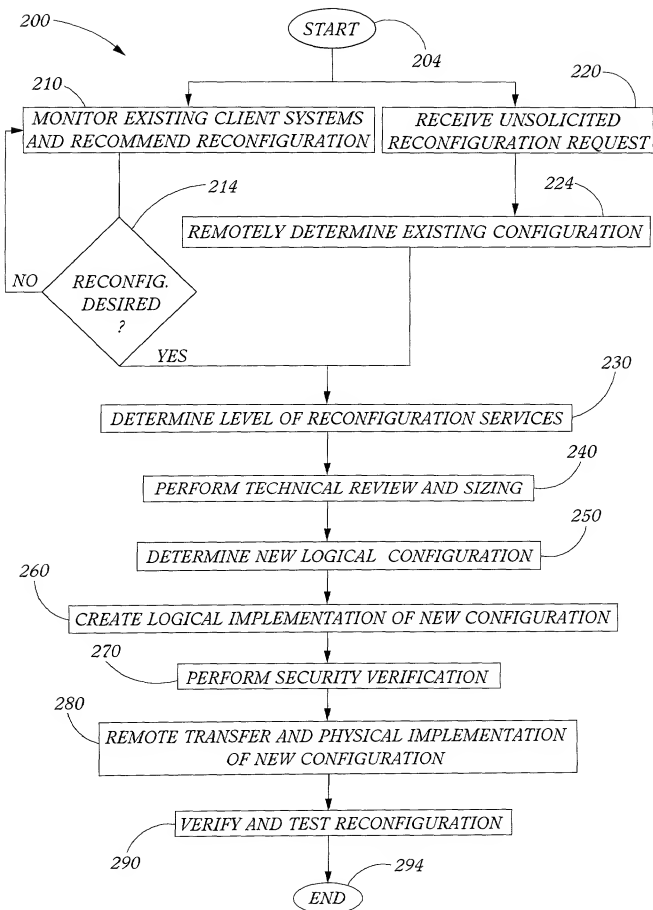 200
START
204
210
220
MONITOR EXISTING CLIENT SYSTEMS
AND RECOMMEND RECONFIGURATION
RECEIVE UNSOLICITED
RECONFIGURATION REQUEST
214
224
REMOTELY DETERMINE EXISTING CONFIGURATION
NO
RECONFIG.
DESIRED
?
YES
230
DETERMINE LEVEL OF RECONFIGURATION SERVICES
240
PERFORM TECHNICAL REVIEW AND SIZING
250
DETERMINE NEW LOGICAL CONFIGURATION
260
CREATE LOGICAL IMPLEMENTATION OF NEW CONFIGURATION
270
PERFORM SECURITY VERIFICATION
280
REMOTE TRANSFER AND PHYSICAL IMPLEMENTATION
OF NEW CONFIGURATION
VERIFY AND TEST RECONFIGURATION
290
294
END